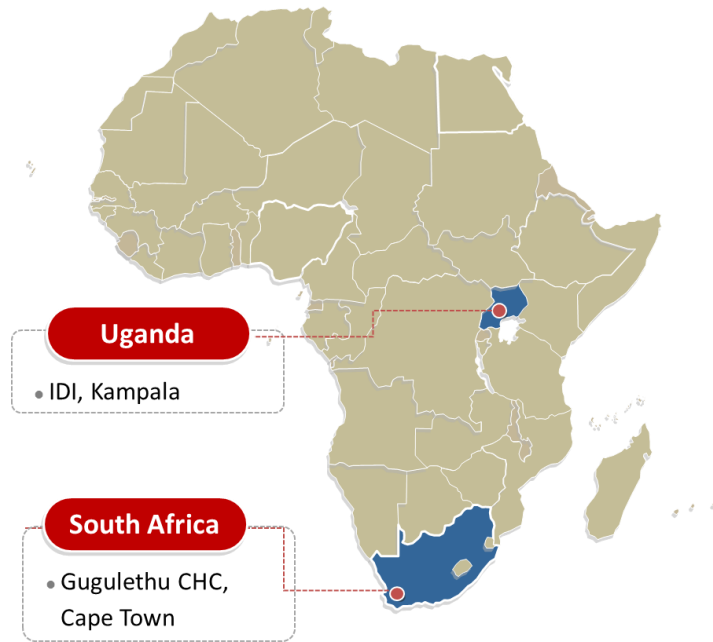 Uganda
• IDI, Kampala
South Africa
• Gugulethu CHC,
Cape Town